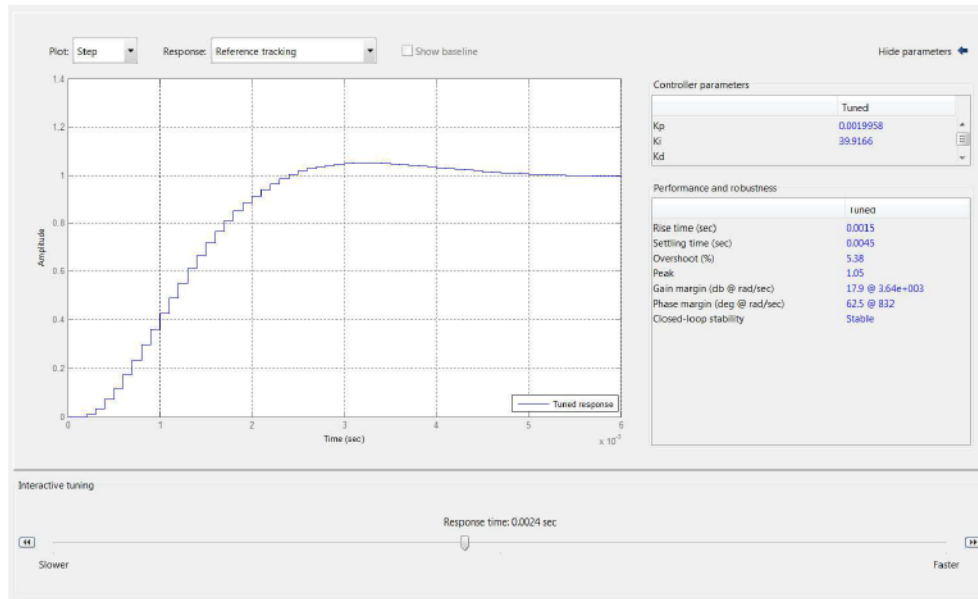 Plot: Step Response: Reference tracking Show baseline Hide parameters
1.4
1.2
1
0.8
0.6
0.4
0.2
0
Amplitude
0 1 2 3 4 5 6
Time (sec)
x 10⁻³
Tuned response
Controller parameters
Tuned
Kp 0.0019958
Ki 39.9166
Kd
Performance and robustness
Tuned
Rise time (sec) 0.0015
Settling time (sec) 0.0045
Overshoot (%) 5.38
Peak 1.05
Gain margin (db @ rad/sec) 17.9 @ 3.64e+003
Phase margin (deg @ rad/sec) 62.5 @ 832
Closed-loop stability Stable
Interactive tuning
Response time: 0.0024 sec
Slower Faster